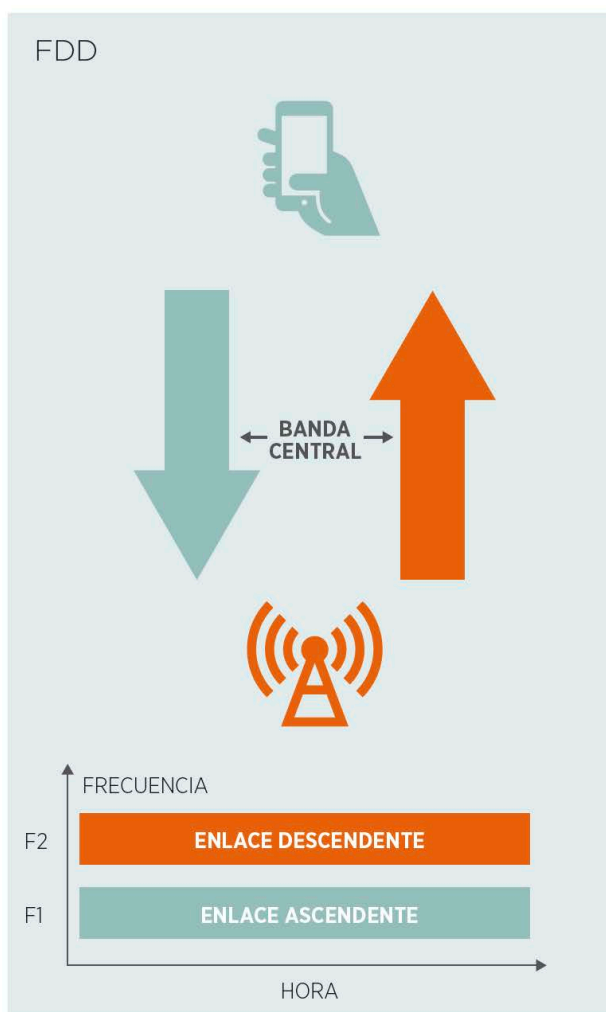 FDD
BANDA
CENTRAL
FRECUENCIA
F2
ENLACE DESCENDENTE
F1
ENLACE ASCENDENTE
HORA